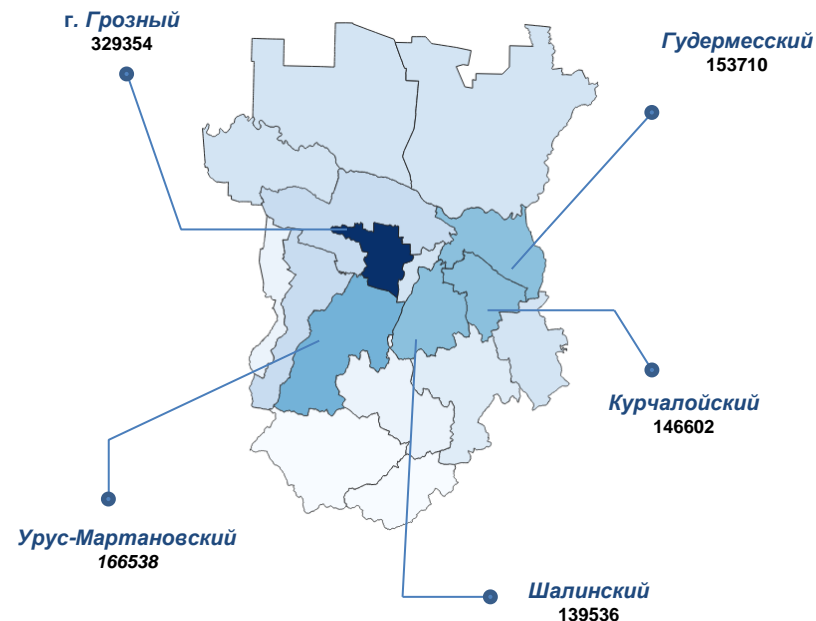 г. Грозный
329354
Гудермесский
153710
Курчалойский
146602
Урус-Мартановский
166538
Шалинский
139536